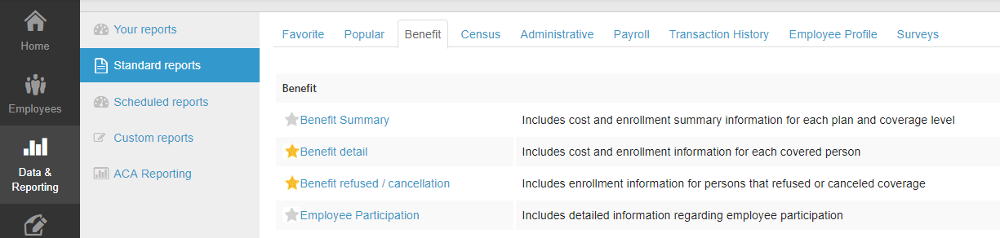 Home
Employees
Data &
Reporting
Your reports
Standard reports
Scheduled reports
Custom reports
ACA Reporting
Favorite Popular Benefit Census Administrative Payroll Transaction History Employee Profile Surveys
Benefit
Benefit Summary Includes cost and enrollment summary information for each plan and coverage level
Benefit detail Includes cost and enrollment information for each covered person
Benefit refused / cancellation Includes enrollment information for persons that refused or canceled coverage
Employee Participation Includes detailed information regarding employee participation